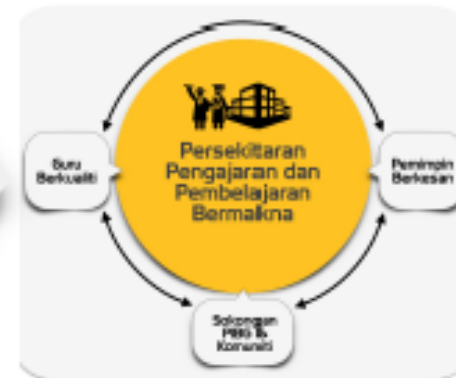 Persekitaran
Pengajaran dan
Pembelajaran
Bermakna
Guru
Berkualiti
Pemimpin
Berkesan
Sokongan
PIBG &
Komuniti